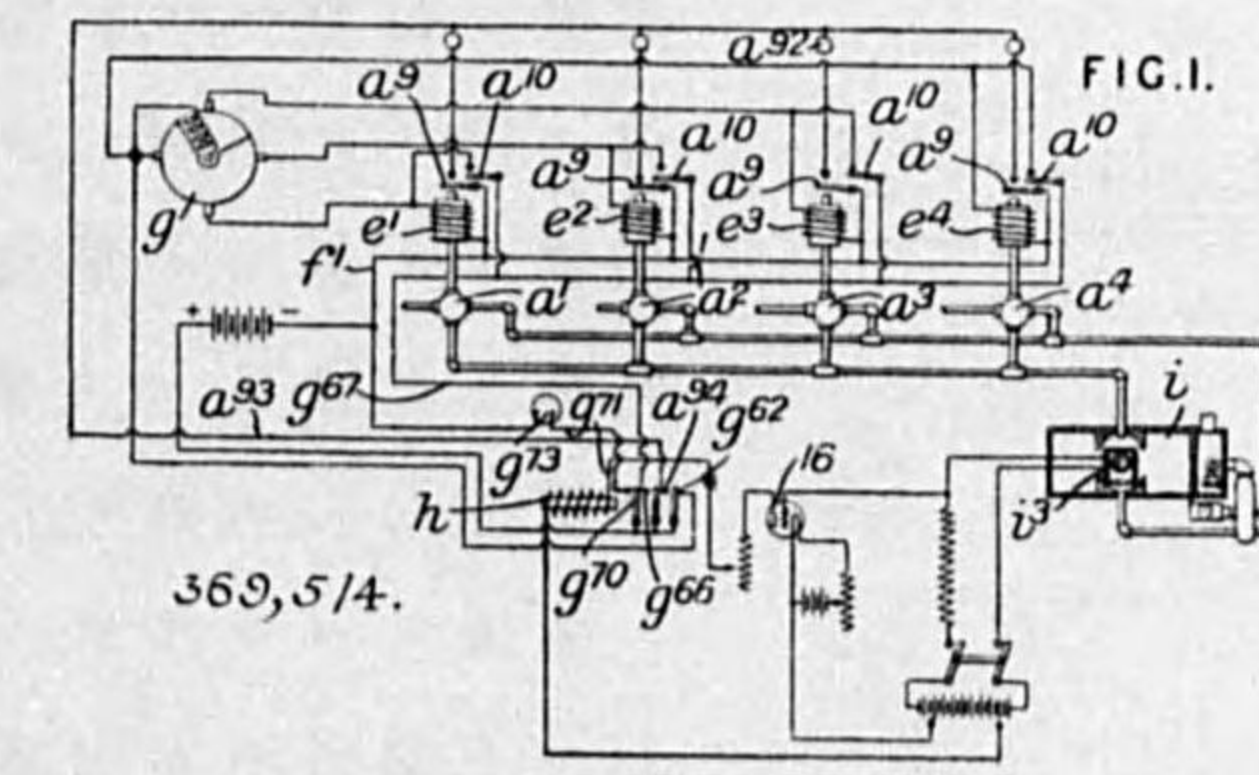 a92
FIG.1.
a9 a10
a10 a10 a9 a10
a9 a9
g e1 e2 e3 e4
f1
a1 a2 a3 a4
+ −
a93 g67 g71 a94 g62 i
g73 16
h i3
g70 g66
369,514.